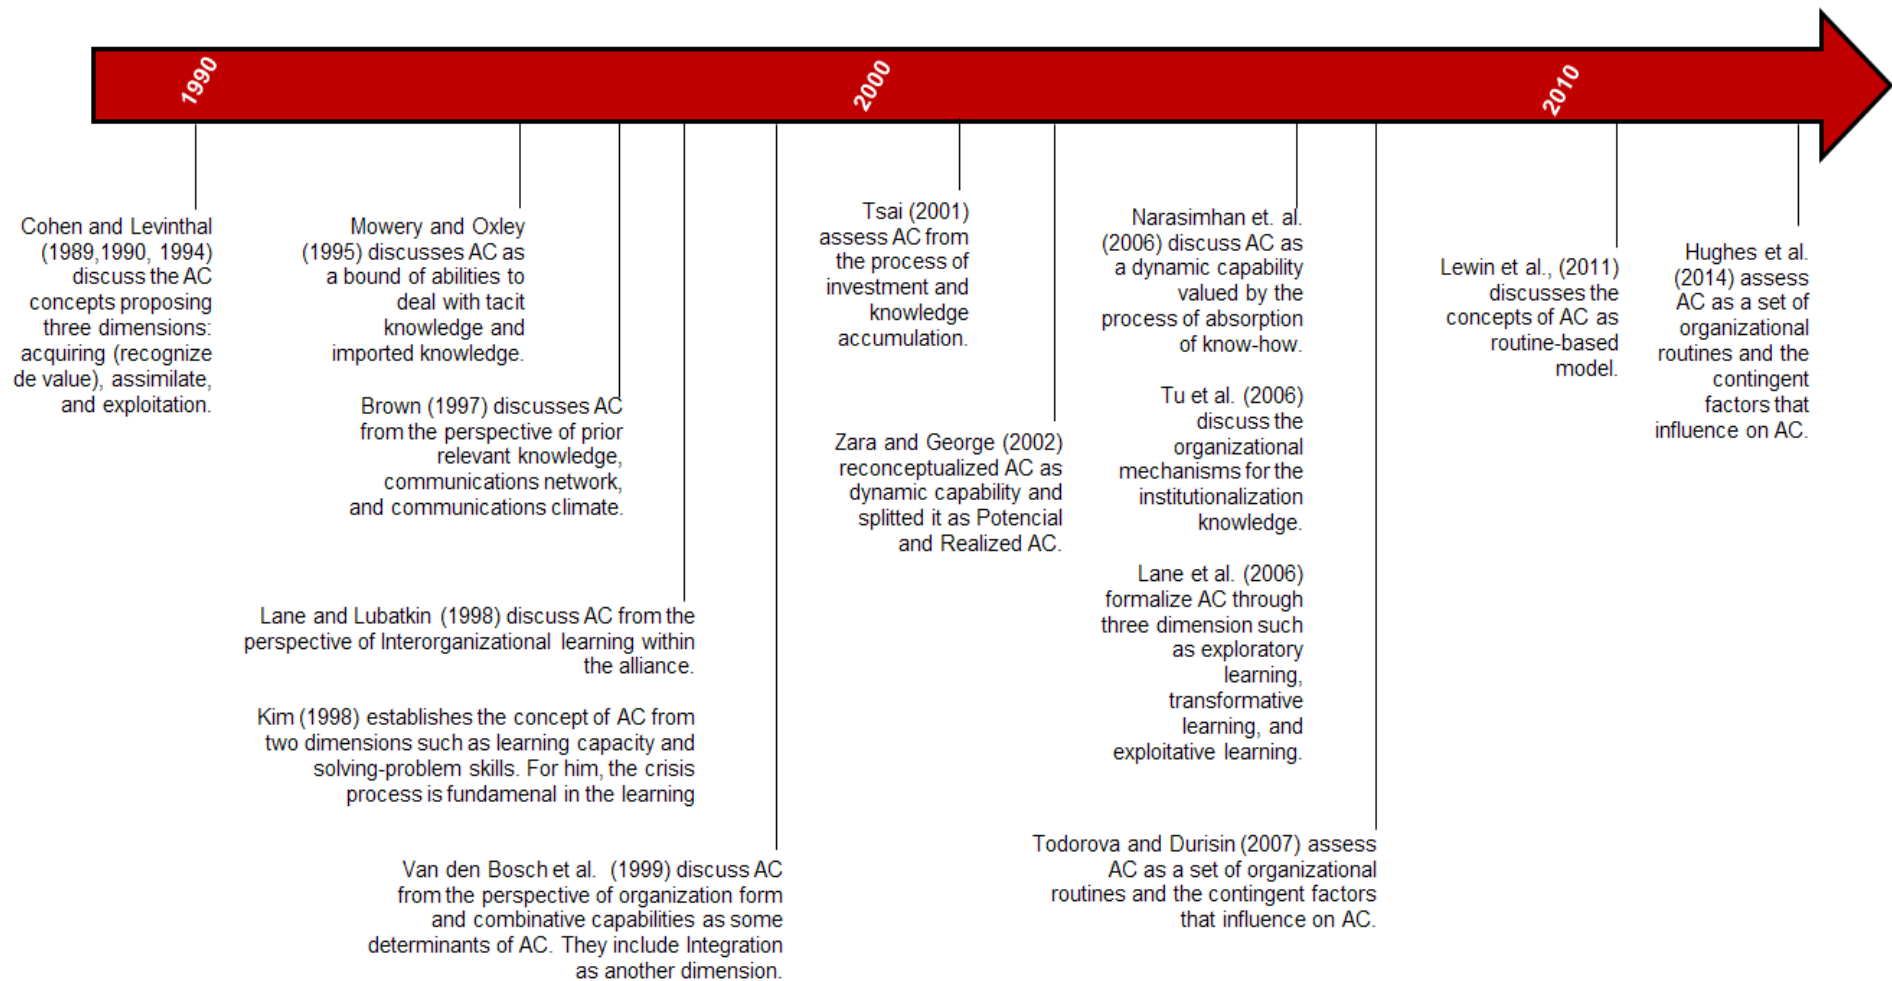 1990
2000
2010
Cohen and Levinthal
(1989,1990, 1994)
discuss the AC
concepts proposing
three dimensions:
acquiring (recognize
de value), assimilate,
and exploitation.
Mowery and Oxley
(1995) discusses AC as
a bound of abilities to
deal with tacit
knowledge and
imported knowledge.
Brown (1997) discusses AC
from the perspective of prior
relevant knowledge,
communications network,
and communications climate.
Lane and Lubatkin (1998) discuss AC from the
perspective of Interorganizational learning within
the alliance.
Kim (1998) establishes the concept of AC from
two dimensions such as learning capacity and
solving-problem skills. For him, the crisis
process is fundamenal in the learning
Van den Bosch et al. (1999) discuss AC
from the perspective of organization form
and combinative capabilities as some
determinants of AC. They include Integration
as another dimension.
Tsai (2001)
assess AC from
the process of
investment and
knowledge
accumulation.
Zara and George (2002)
reconceptualized AC as
dynamic capability and
splitted it as Potencial
and Realized AC.
Narasimhan et. al.
(2006) discuss AC as
a dynamic capability
valued by the
process of absorption
of know-how.
Tu et al. (2006)
discuss the
organizational
mechanisms for the
institutionalization
knowledge.
Lane et al. (2006)
formalize AC through
three dimension such
as exploratory
learning,
transformative
learning, and
exploitative learning.
Todorova and Durisin (2007) assess
AC as a set of organizational
routines and the contingent factors
that influence on AC.
Lewin et al., (2011)
discusses the
concepts of AC as
routine-based
model.
Hughes et al.
(2014) assess
AC as a set of
organizational
routines and the
contingent
factors that
influence on AC.